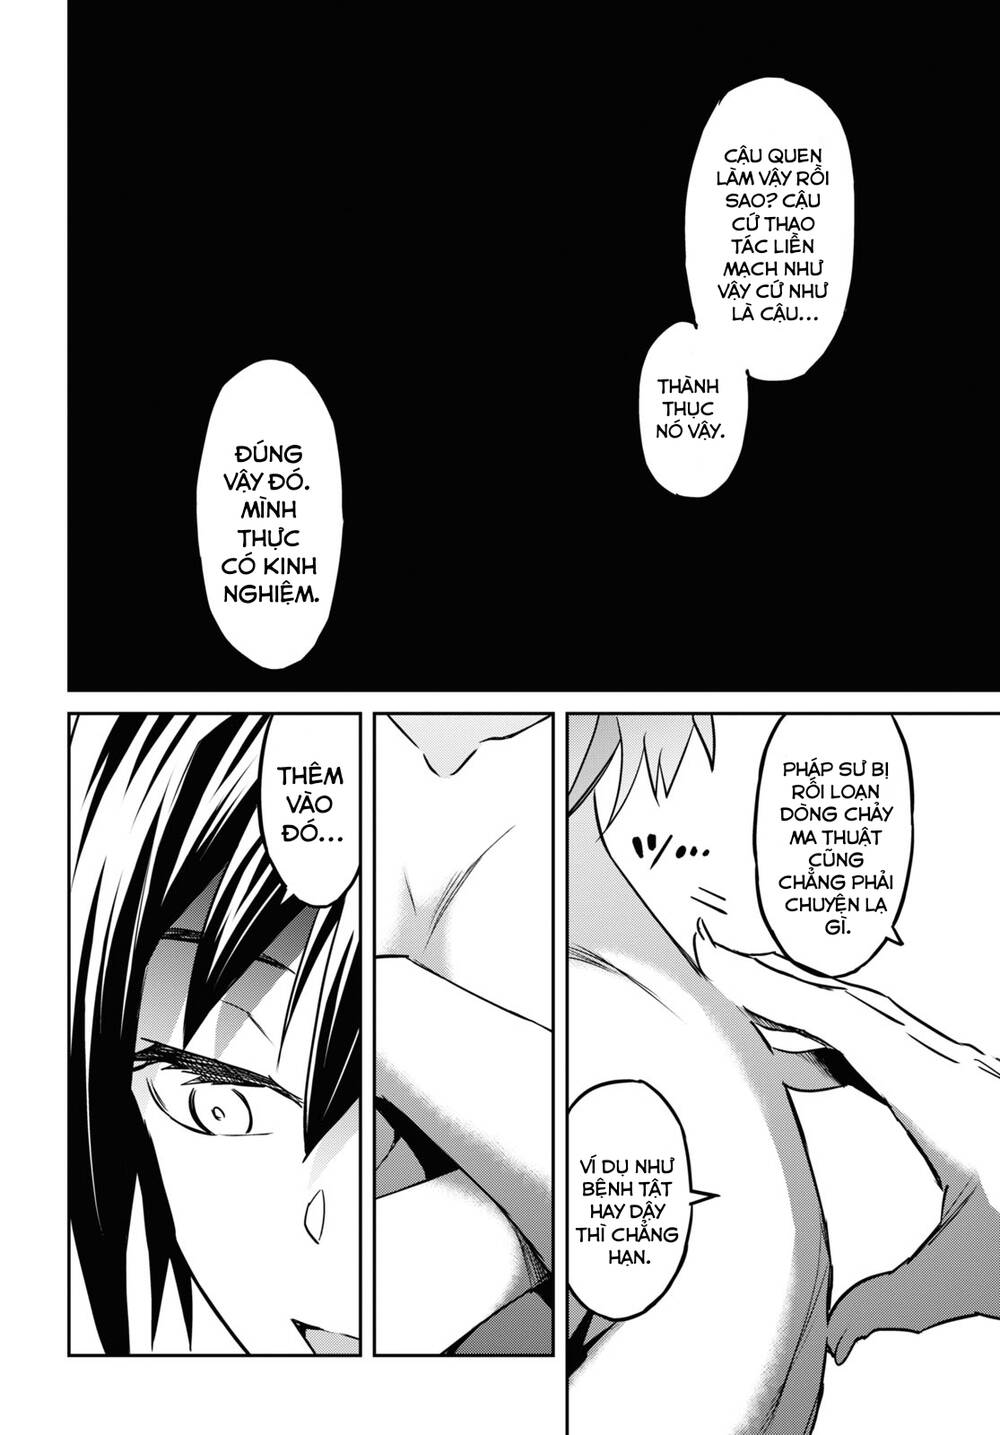 CẬU QUEN
LÀM VẬY RỒI
SAO? CẬU
CỨ THAO
TÁC LIỀN
MẠCH NHƯ
VẬY CỨ NHƯ
LÀ CẬU...
THÀNH
THỤC
NÓ VẬY.
ĐÚNG
VẬY ĐÓ.
MÌNH
THỰC
CÓ KINH
NGHIỆM.
PHÁP SƯ BỊ
RỐI LOẠN
DÒNG CHẢY
MA THUẬT
CŨNG
CHẲNG PHẢI
CHUYỆN LẠ
GÌ.
ツ...
VÍ DỤ NHƯ
BỆNH TẬT
HAY DẬY
THÌ CHẲNG
HẠN.
THÊM
VÀO
ĐÓ...